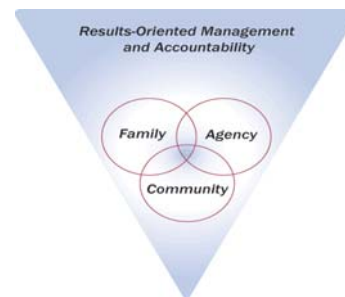 Results-Oriented Management
and Accountability
Family
Agency
Community